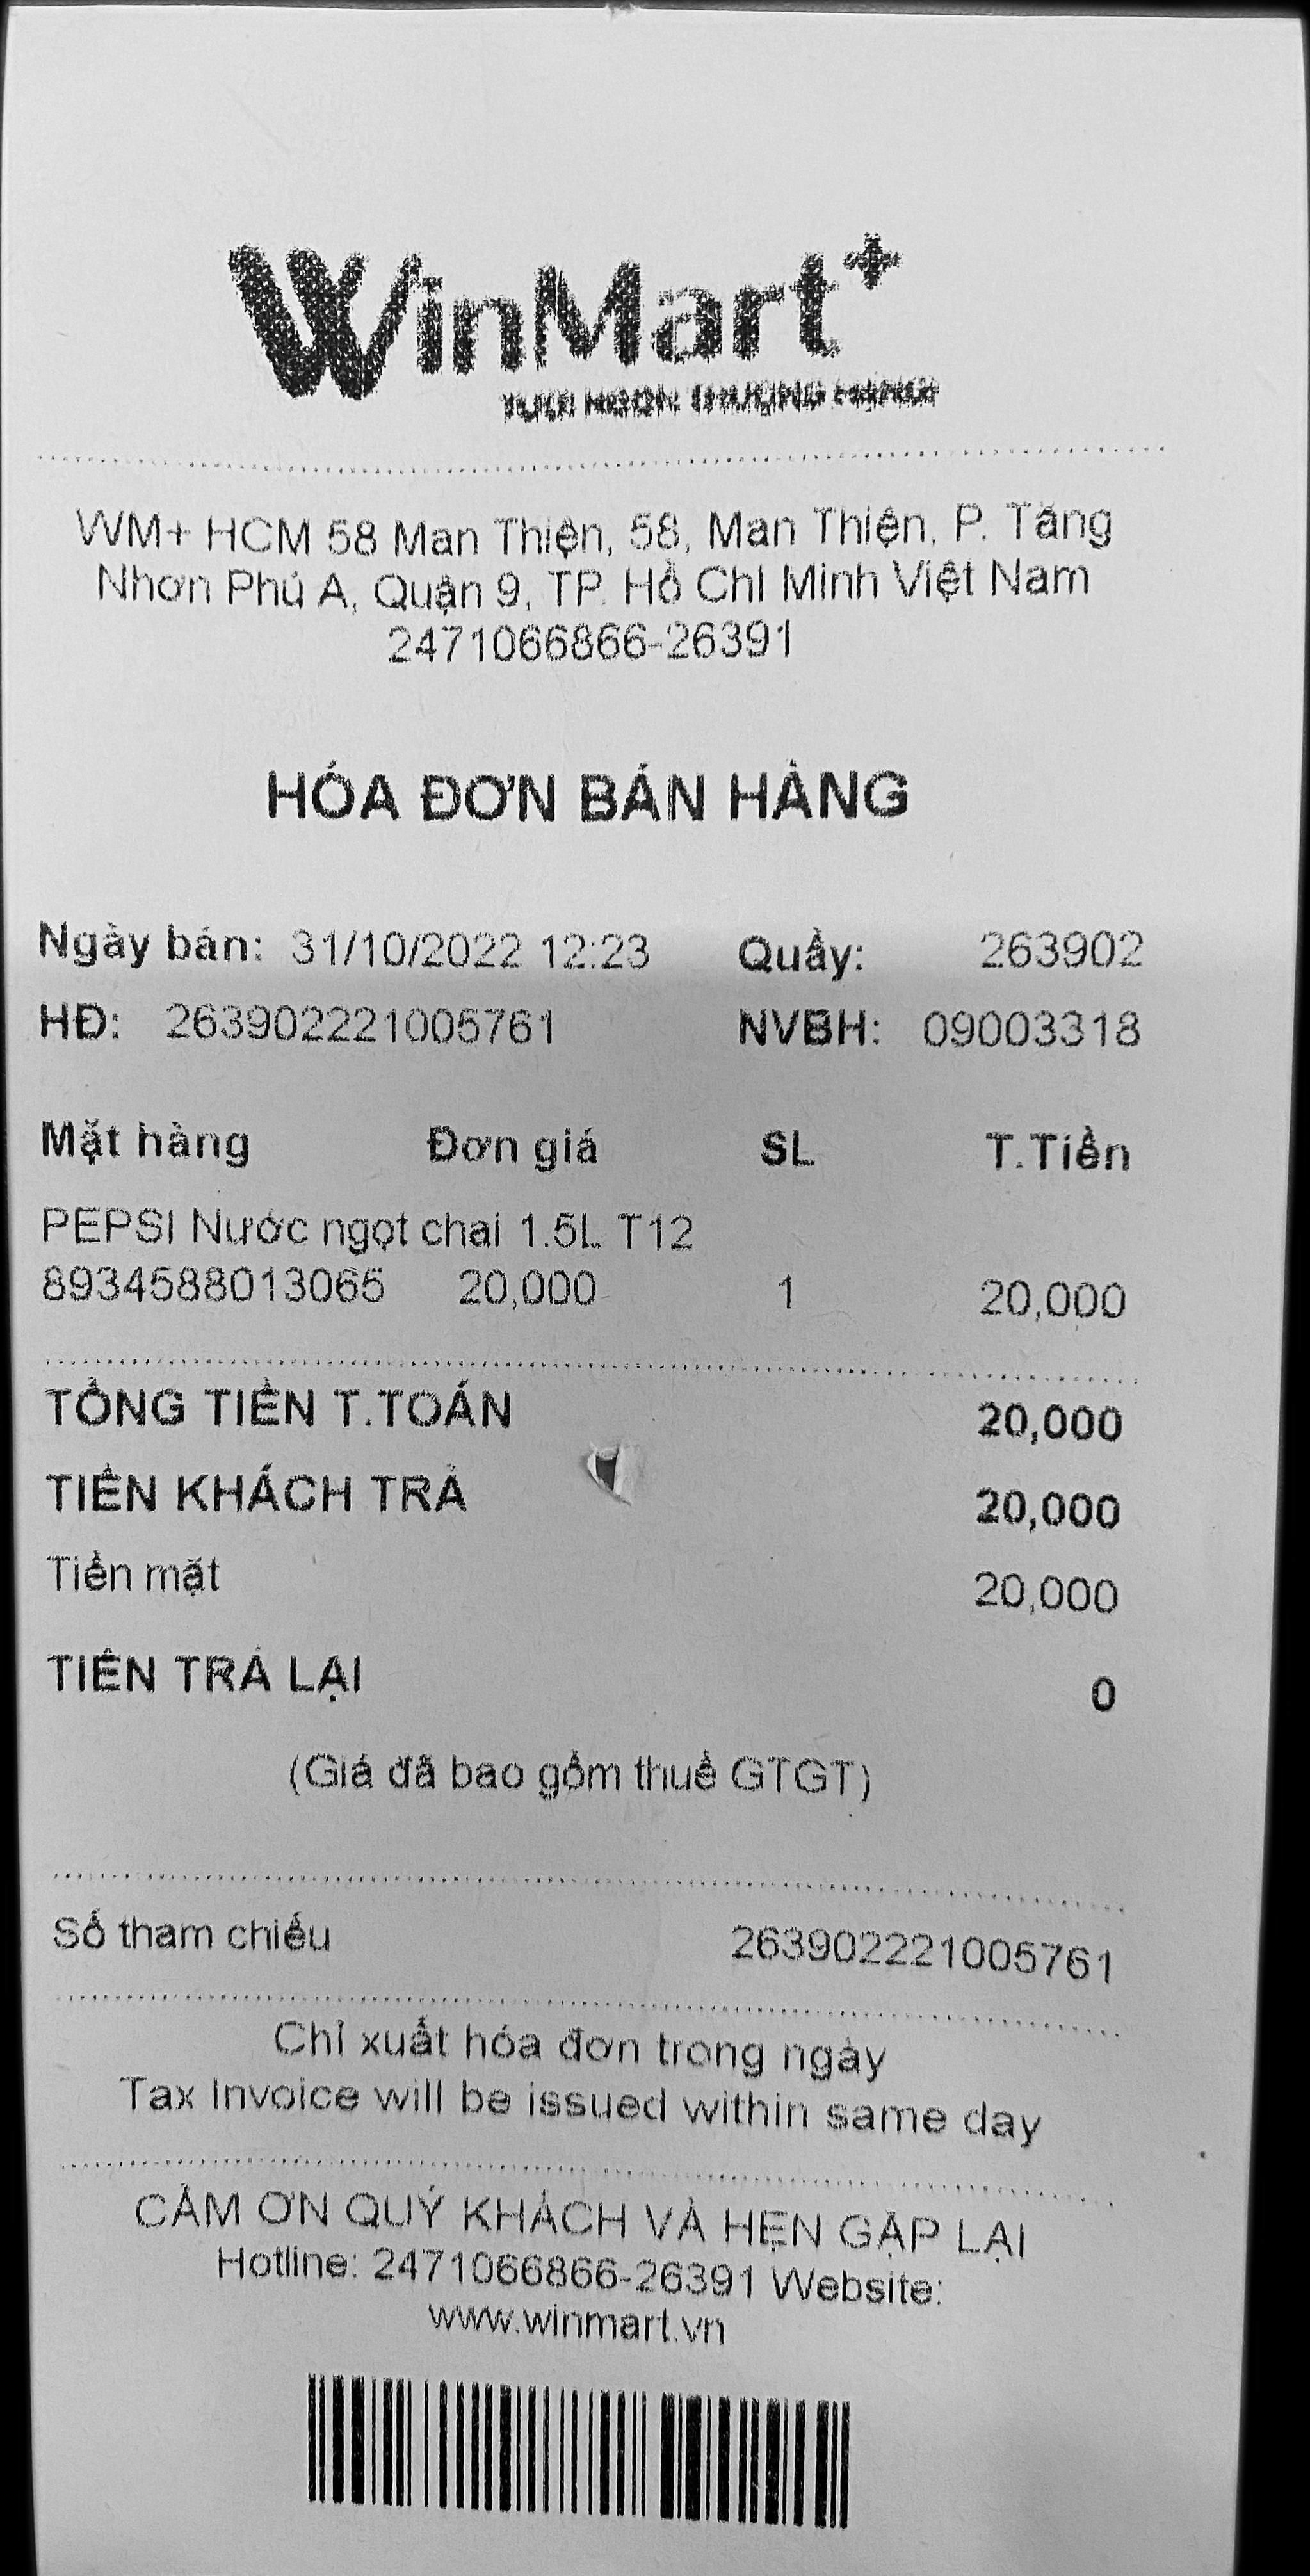 WinMart+
WM+ HCM 58 Man Thiện, 58, Man Thiện, P. Tăng
Nhơn Phú A, Quận 9, TP. Hồ Chí Minh Việt Nam
2471066866-26391
HÓA ĐƠN BÁN HÀNG
Ngày bán: 31/10/2022 12:23 Quầy: 263902
HĐ: 263902221005761 NVBH: 09003318
Mặt hàng Đơn giá SL T.Tiền
PEPSI Nước ngọt chai 1.5L T12
8934588013065 20,000 1 20,000
TỔNG TIỀN T.TOÁN 20,000
TIỀN KHÁCH TRẢ 20,000
Tiền mặt 20,000
TIỀN TRẢ LẠI 0
(Giá đã bao gồm thuế GTGT)
Số tham chiếu 263902221005761
Chỉ xuất hóa đơn trong ngày
Tax Invoice will be issued within same day
CẢM ƠN QUÝ KHÁCH VÀ HẸN GẶP LẠI
Hotline: 2471066866-26391 Website:
www.winmart.vn